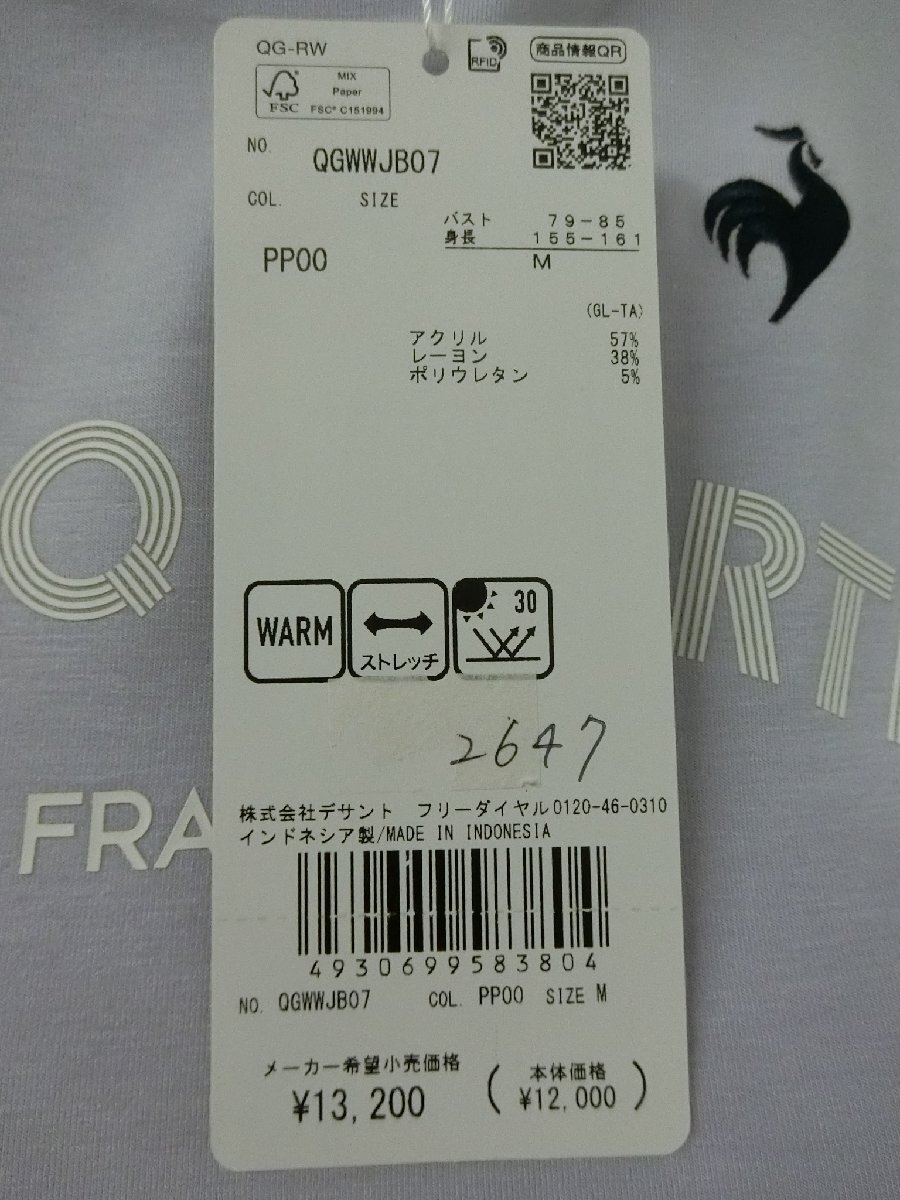 QG-RW
RFID
商品情報QR
FSC
MIX
Paper
FSC® C151994
NO.
QGWWJB07
COL. SIZE
バスト 79-85
身長 155-161
PP00 M
(GL-TA)
アクリル 57%
レーヨン 38%
ポリウレタン 5%
Q RT
WARM
ストレッチ
30
2647
FRA
株式会社デサント フリーダイヤル0120-46-0310
インドネシア製/MADE IN INDONESIA
4930699583804
NO. QGWWJB07 COL. PP00 SIZE M
メーカー希望小売価格
¥13,200
(本体価格
¥12,000)